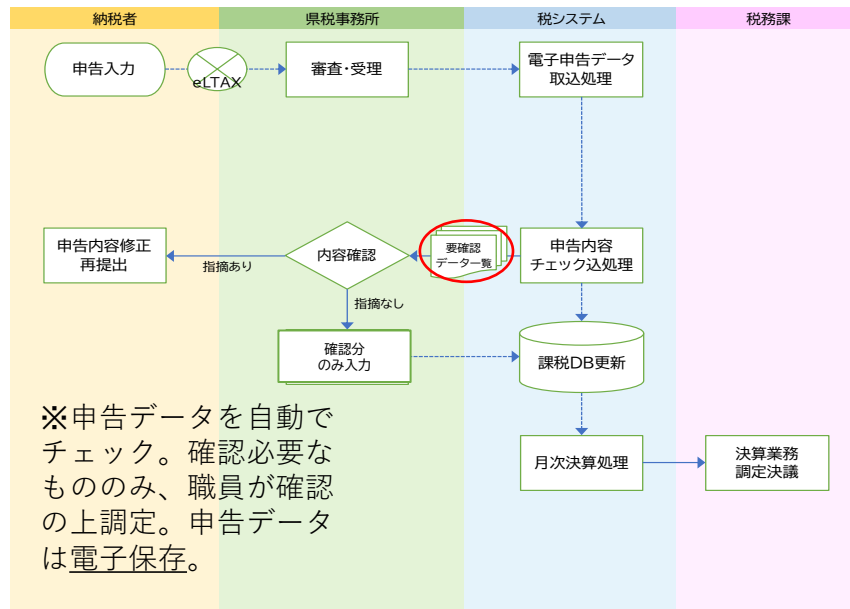 納税者
県税事務所
税システム
税務課
申告入力
eLTAX
審査・受理
電子申告データ
取込処理
申告内容修正
再提出
指摘あり
内容確認
要確認
データ一覧
申告内容
チェック込処理
指摘なし
確認分
のみ入力
課税DB更新
※申告データを自動で
チェック。確認必要な
もののみ、職員が確認
の上調定。申告データ
は電子保存。
月次決算処理
決算業務
調定決議